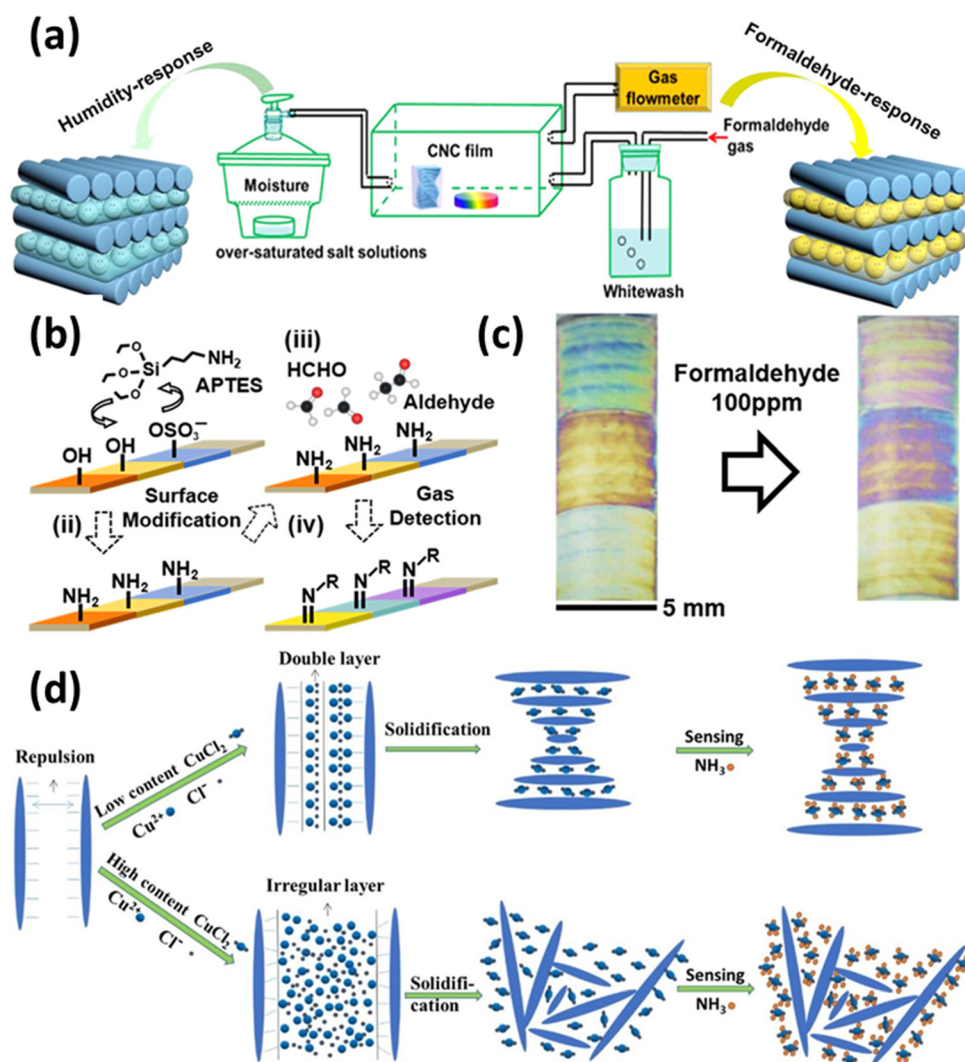 (a)
Humidity-response
Moisture
over-saturated salt solutions
CNC film
Gas
flowmeter
Formaldehyde
gas
Whitewash
Formaldehyde-response
(b)
O
O
Si
O
NH₂
APTES
OH
OH
OSO₃⁻
(ii)
Surface
Modification
NH₂
NH₂
NH₂
(iii)
HCHO
Aldehyde
NH₂
NH₂
NH₂
(iv)
Gas
Detection
N
R
N
R
N
R
(c)
Formaldehyde
100ppm
5 mm
(d)
Repulsion
Low content CuCl₂
Cu²⁺
Cl⁻
Double layer
Solidification
Sensing
NH₃
High content CuCl₂
Cu²⁺
Cl⁻
Irregular layer
Solidifi-
cation
Sensing
NH₃